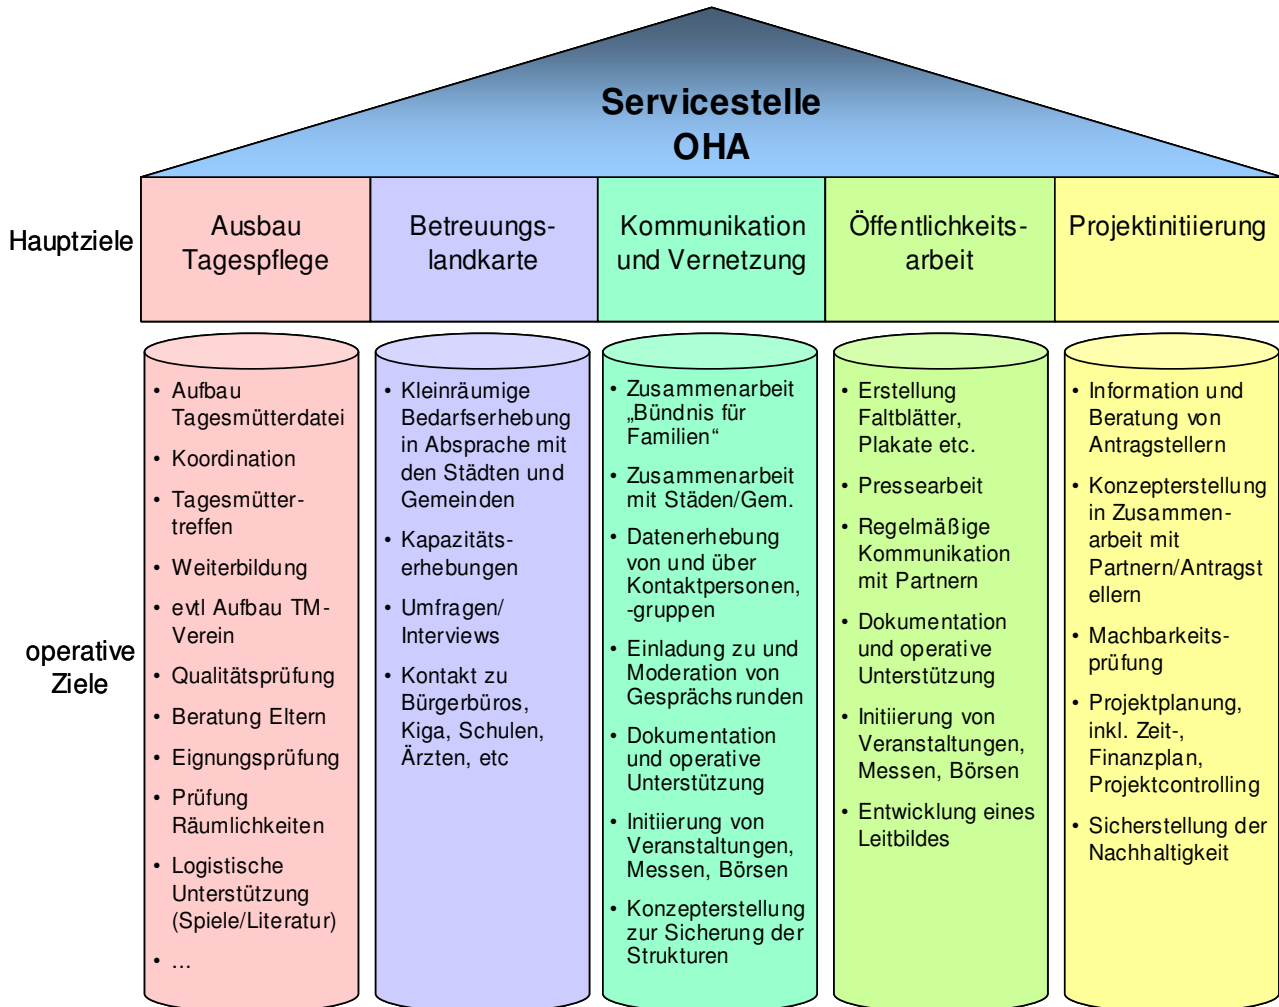 Servicestelle
OHA
Hauptziele
Ausbau
Tagespflege
Betreuungs-
landkarte
Kommunikation
und Vernetzung
Öffentlichkeits-
arbeit
Projektinitiierung
operative
Ziele
• Aufbau
Tagesmütterdatei
• Koordination
• Tagesmütter-
treffen
• Weiterbildung
• evtl Aufbau TM-
Verein
• Qualitätsprüfung
• Beratung Eltern
• Eignungsprüfung
• Prüfung
Räumlichkeiten
• Logistische
Unterstützung
(Spiele/Literatur)
• ...
• Kleinräumige
Bedarfserhebung
in Absprache mit
den Städten und
Gemeinden
• Kapazitäts-
erhebungen
• Umfragen/
Interviews
• Kontakt zu
Bürgerbüros,
Kiga, Schulen,
Ärzten, etc
• Zusammenarbeit
„Bündnis für
Familien“
• Zusammenarbeit
mit Städen/Gem.
• Datenerhebung
von und über
Kontaktpersonen,
-gruppen
• Einladung zu und
Moderation von
Gesprächsrunden
• Dokumentation
und operative
Unterstützung
• Initiierung von
Veranstaltungen,
Messen, Börsen
• Konzepterstellung
zur Sicherung der
Strukturen
• Erstellung
Faltblätter,
Plakate etc.
• Pressearbeit
• Regelmäßige
Kommunikation
mit Partnern
• Dokumentation
und operative
Unterstützung
• Initiierung von
Veranstaltungen,
Messen, Börsen
• Entwicklung eines
Leitbildes
• Information und
Beratung von
Antragstellern
• Konzepterstellung
in Zusammen-
arbeit mit
Partnern/Antragst
ellern
• Machbarkeits-
prüfung
• Projektplanung,
inkl. Zeit-,
Finanzplan,
Projektcontrolling
• Sicherstellung der
Nachhaltigkeit